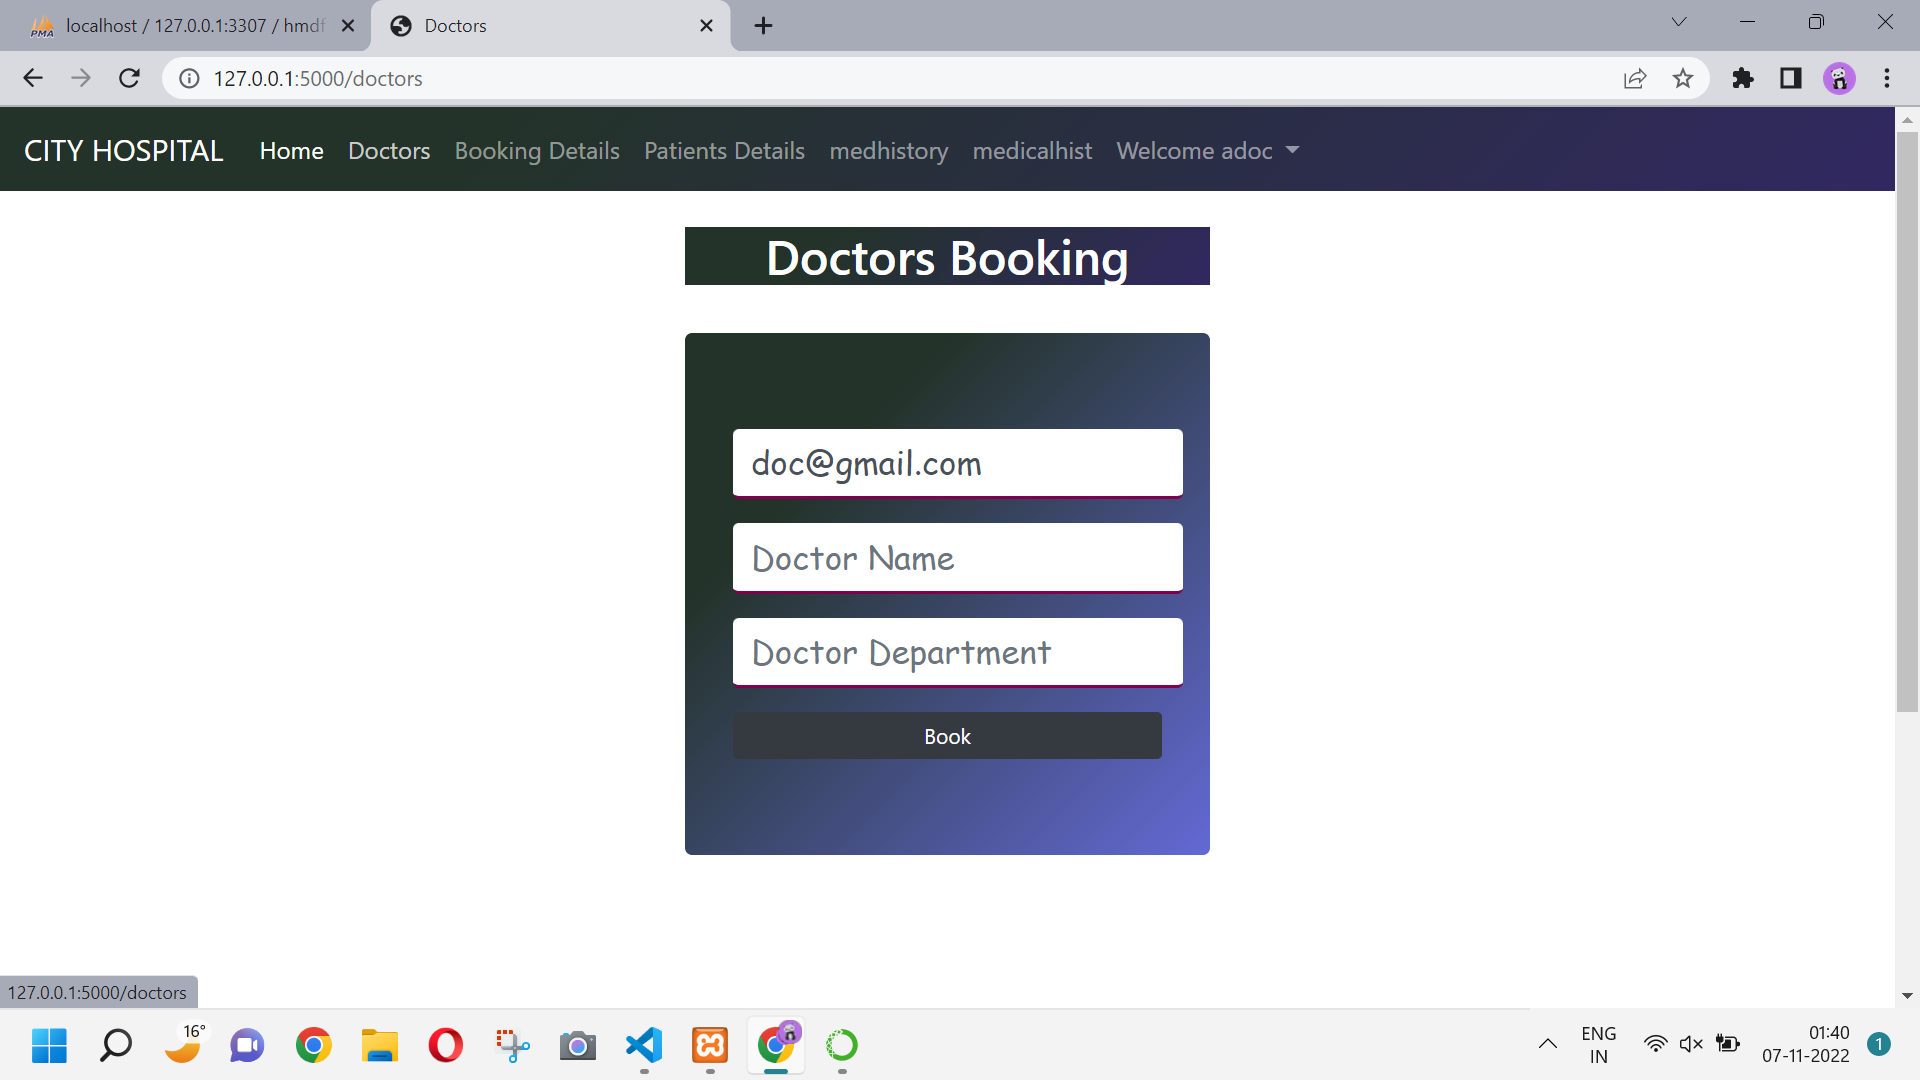 localhost / 127.0.0.1:3307 / hmdf
Doctors
127.0.0.1:5000/doctors
CITY HOSPITAL Home Doctors Booking Details Patients Details medhistory medicalhist Welcome adoc
Doctors Booking
doc@gmail.com
Doctor Name
Doctor Department
Book
127.0.0.1:5000/doctors
16°
PMA
ENG
IN
01:40
07-11-2022
1